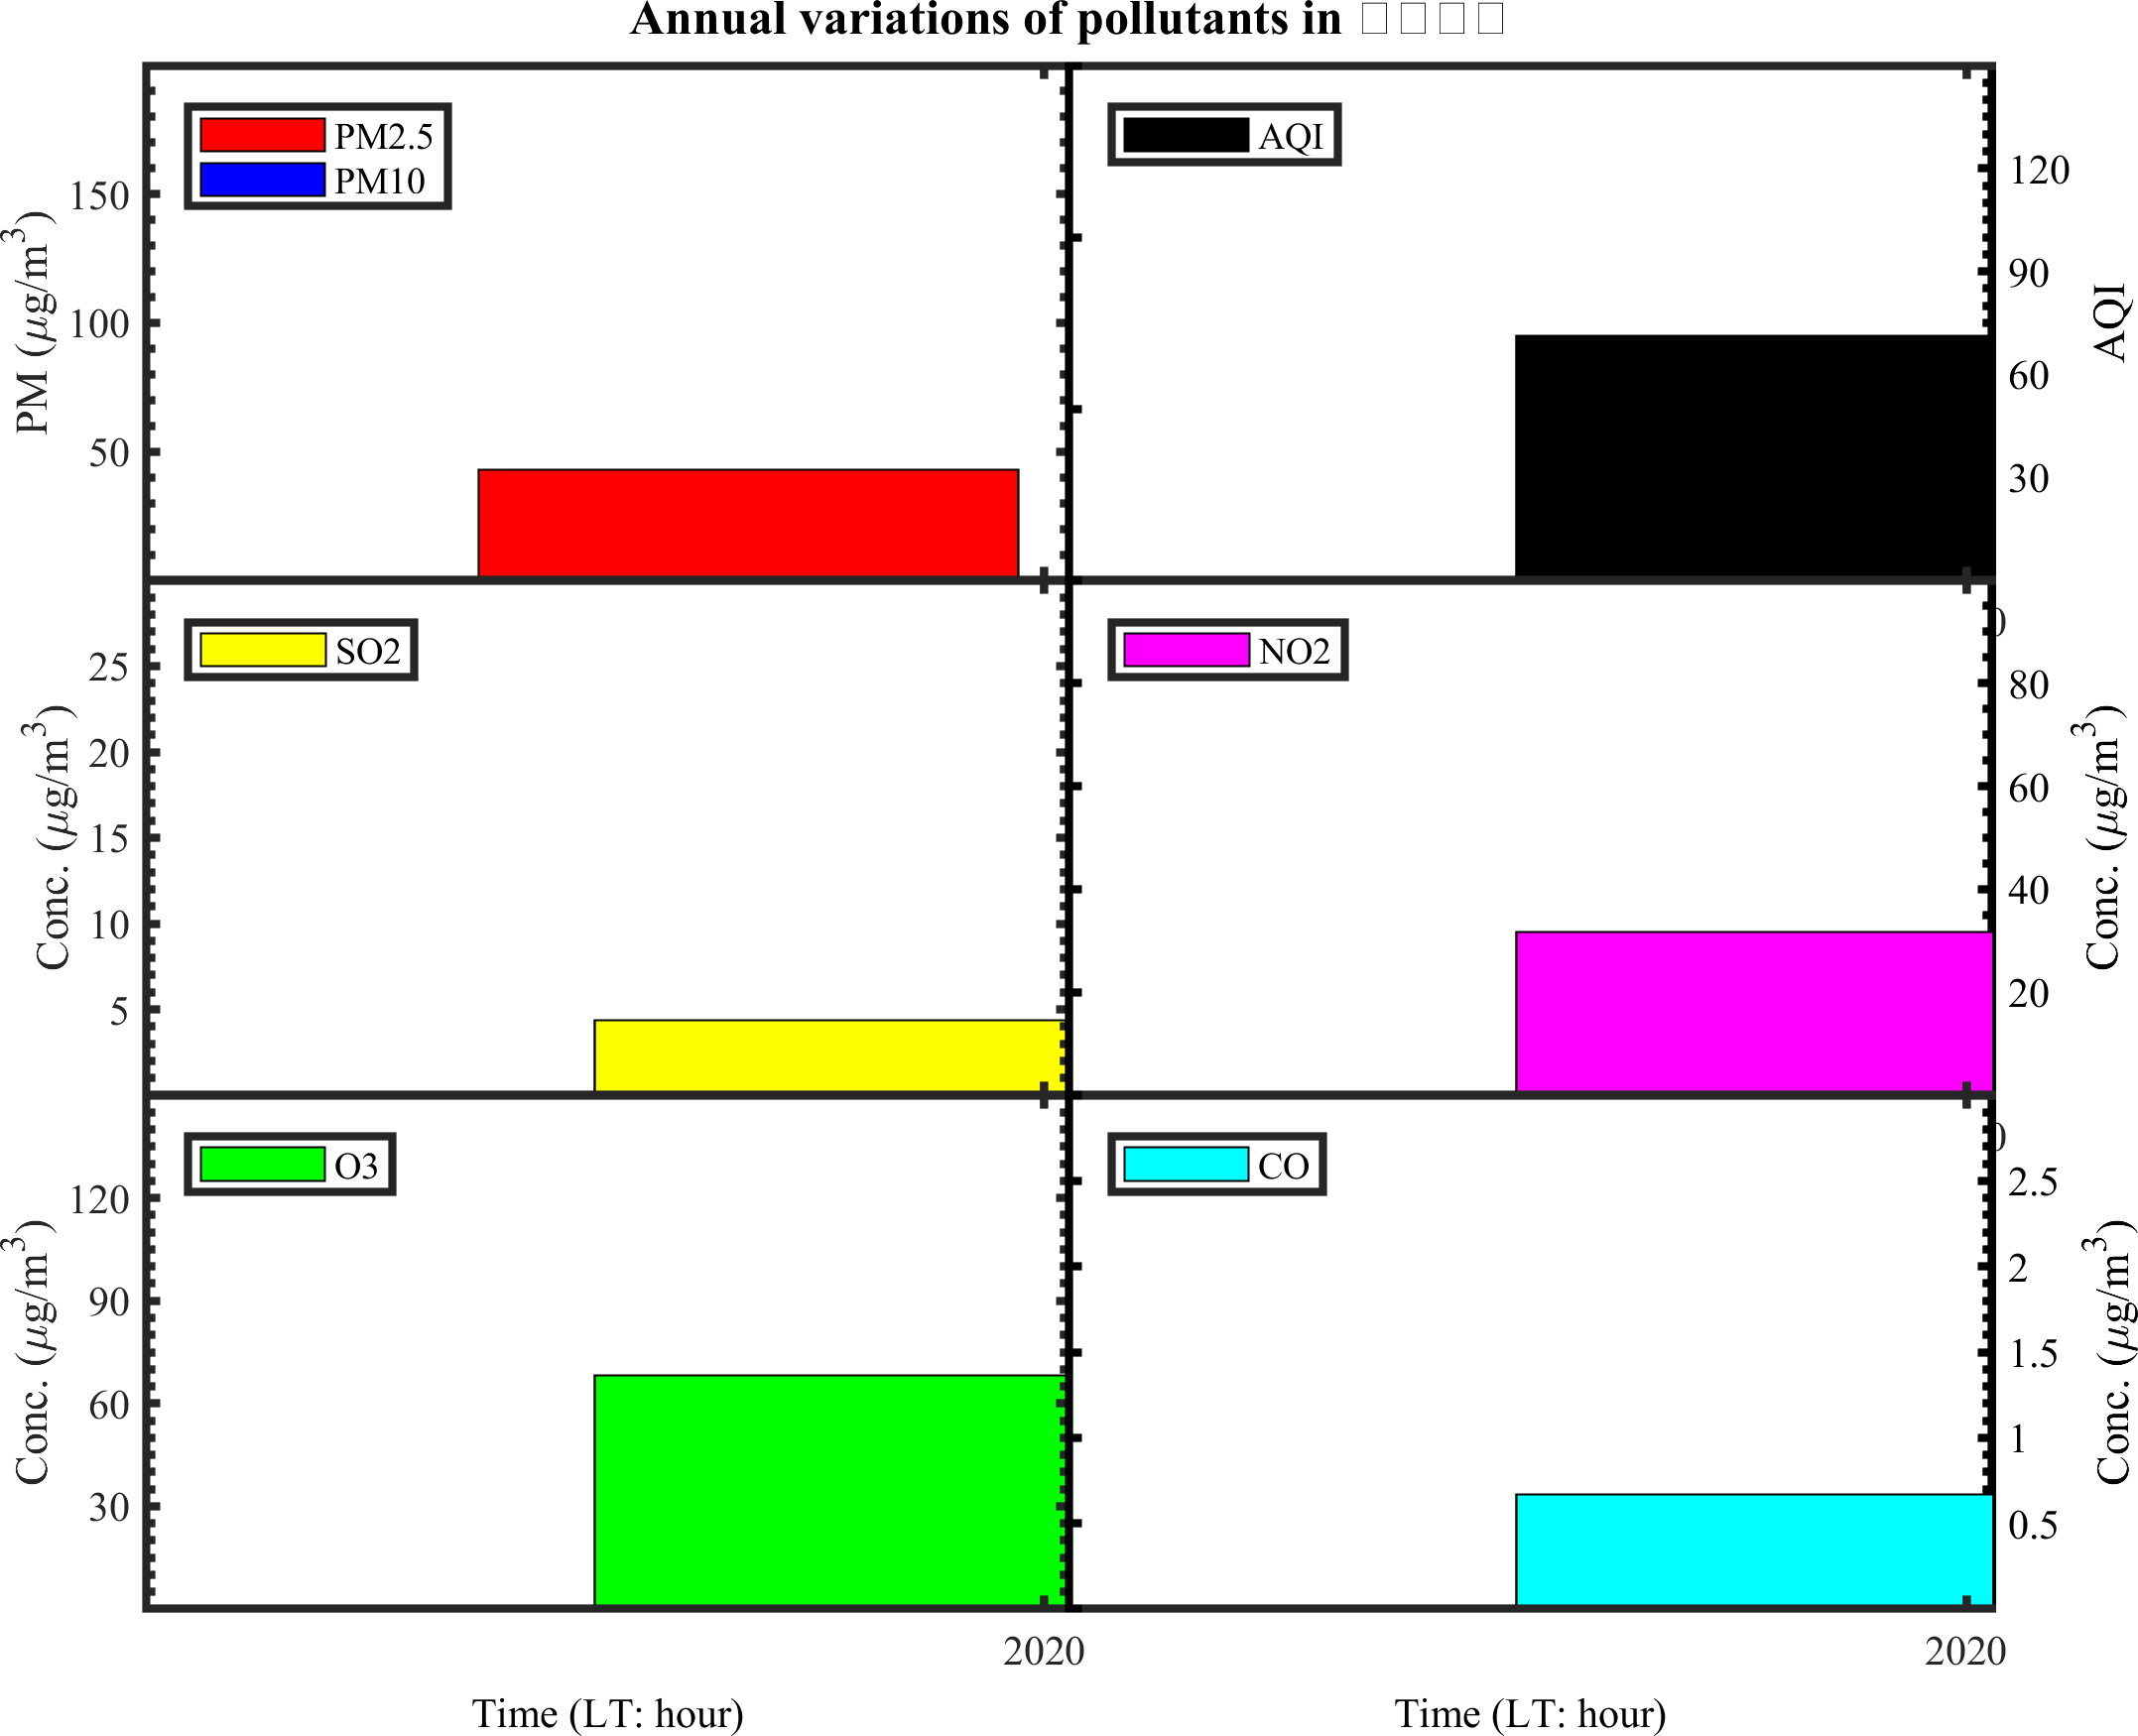 Annual variations of pollutants in □□□□
PM2.5
PM10
150
100
50
PM (μg/m³)
AQI
120
90
60
30
AQI
SO2
25
20
15
10
5
Conc. (μg/m³)
NO2
80
60
40
20
Conc. (μg/m³)
O3
120
90
60
30
Conc. (μg/m³)
CO
2.5
2
1.5
1
0.5
Conc. (μg/m³)
2020
2020
Time (LT: hour)
Time (LT: hour)